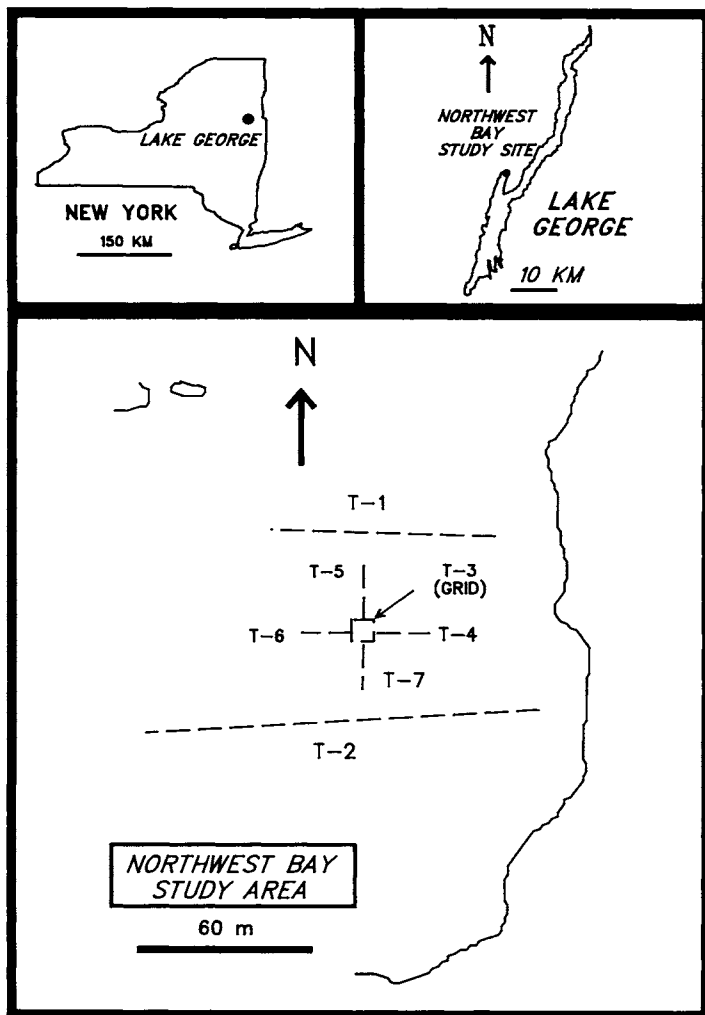 LAKE GEORGE
NEW YORK
150 KM
N
NORTHWEST
BAY
STUDY SITE
LAKE
GEORGE
10 KM
N
T-1
T-5
T-3
(GRID)
T-6
T-4
T-7
T-2
NORTHWEST BAY
STUDY AREA
60 m